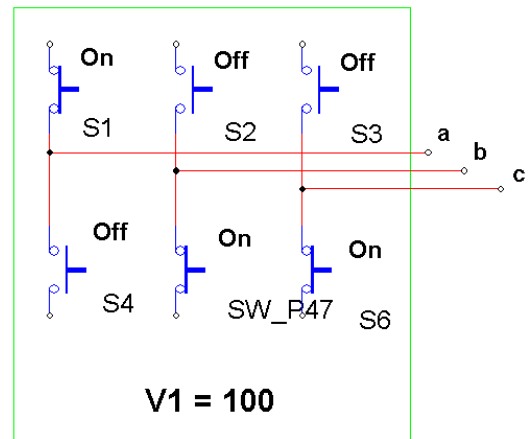 On Off Off
S1 S2 S3 a
b
c
Off On On
S4 SW_P47 S6
V1 = 100